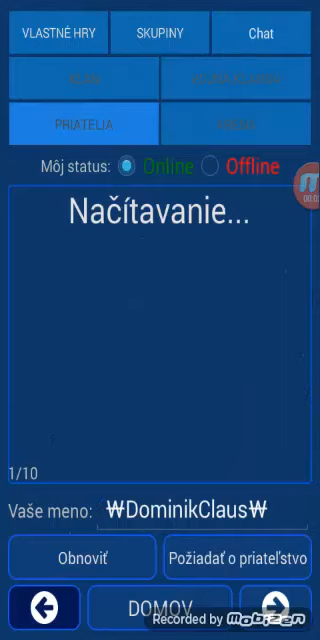 VLASTNÉ HRY SKUPINY Chat
PRIATELIA
Môj status: Online Offline
Načítavanie...
1/10
Vaše meno: ₩DominikClaus₩
Obnoviť Požiadať o priateľstvo
DOMOV
Recorded by MOBIZEN